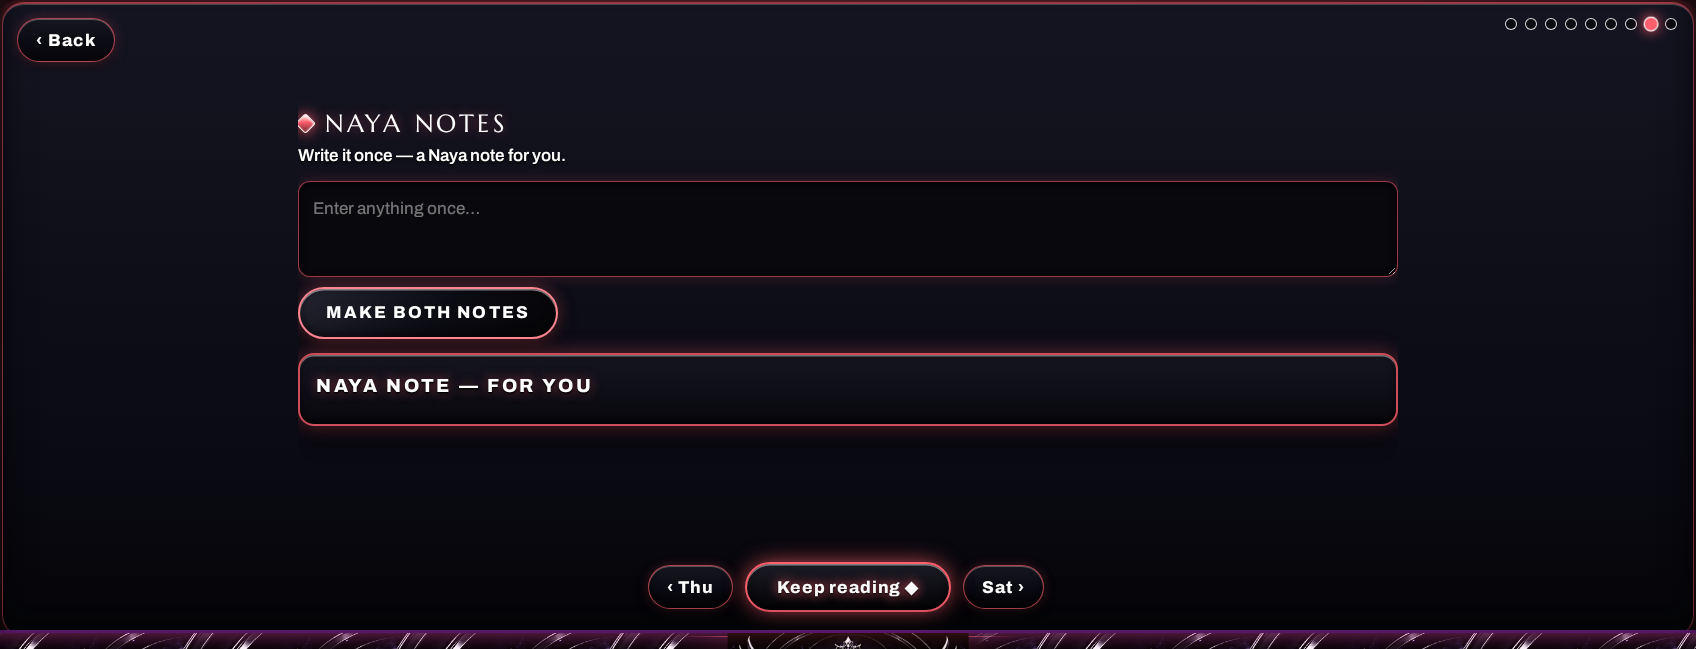 ‹ Back
NAYA NOTES
Write it once — a Naya note for you.
Enter anything once...
MAKE BOTH NOTES
NAYA NOTE — FOR YOU
‹ Thu
Keep reading ◆
Sat ›